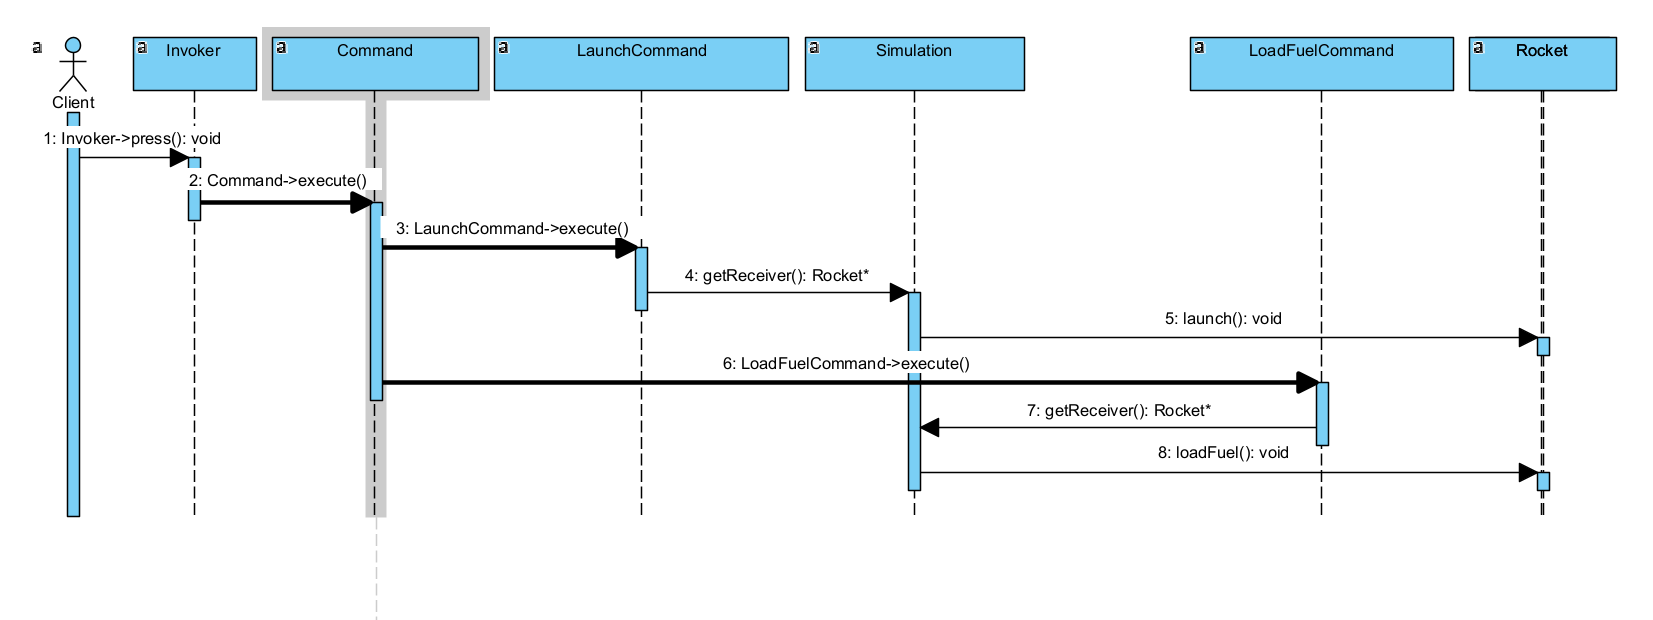 a
Client
a
Invoker
a
Command
a
LaunchCommand
a
Simulation
a
LoadFuelCommand
a
Rocket
1: Invoker->press(): void
2: Command->execute()
3: LaunchCommand->execute()
4: getReceiver(): Rocket*
5: launch(): void
6: LoadFuelCommand->execute()
7: getReceiver(): Rocket*
8: loadFuel(): void